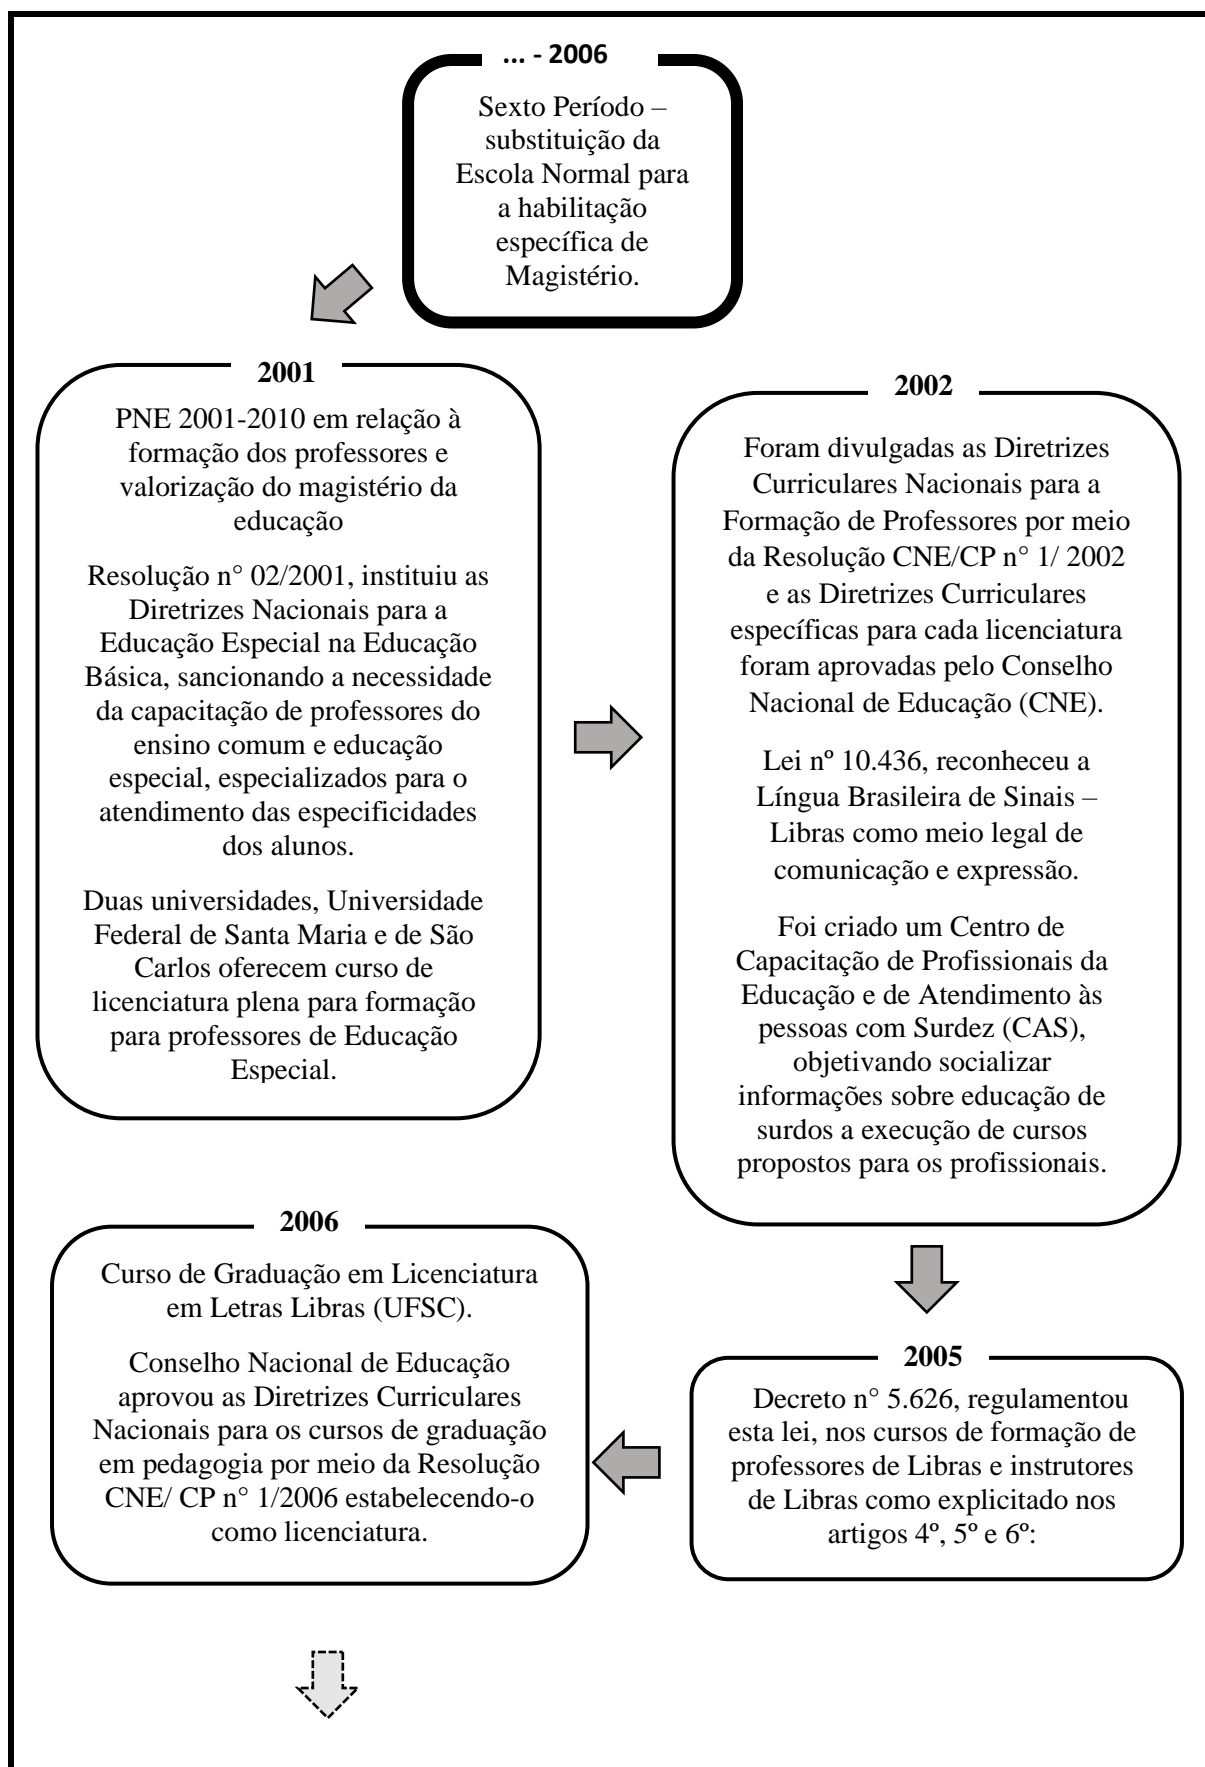 ... - 2006
Sexto Período –
substituição da
Escola Normal para
a habilitação
específica de
Magistério.
2001
PNE 2001-2010 em relação à
formação dos professores e
valorização do magistério da
educação
Resolução n° 02/2001, instituiu as
Diretrizes Nacionais para a
Educação Especial na Educação
Básica, sancionando a necessidade
da capacitação de professores do
ensino comum e educação
especial, especializados para o
atendimento das especificidades
dos alunos.
Duas universidades, Universidade
Federal de Santa Maria e de São
Carlos oferecem curso de
licenciatura plena para formação
para professores de Educação
Especial.
2002
Foram divulgadas as Diretrizes
Curriculares Nacionais para a
Formação de Professores por meio
da Resolução CNE/CP n° 1/ 2002
e as Diretrizes Curriculares
específicas para cada licenciatura
foram aprovadas pelo Conselho
Nacional de Educação (CNE).
Lei nº 10.436, reconheceu a
Língua Brasileira de Sinais –
Libras como meio legal de
comunicação e expressão.
Foi criado um Centro de
Capacitação de Profissionais da
Educação e de Atendimento às
pessoas com Surdez (CAS),
objetivando socializar
informações sobre educação de
surdos a execução de cursos
propostos para os profissionais.
2005
Decreto n° 5.626, regulamentou
esta lei, nos cursos de formação de
professores de Libras e instrutores
de Libras como explicitado nos
artigos 4º, 5º e 6º:
2006
Curso de Graduação em Licenciatura
em Letras Libras (UFSC).
Conselho Nacional de Educação
aprovou as Diretrizes Curriculares
Nacionais para os cursos de graduação
em pedagogia por meio da Resolução
CNE/ CP n° 1/2006 estabelecendo-o
como licenciatura.